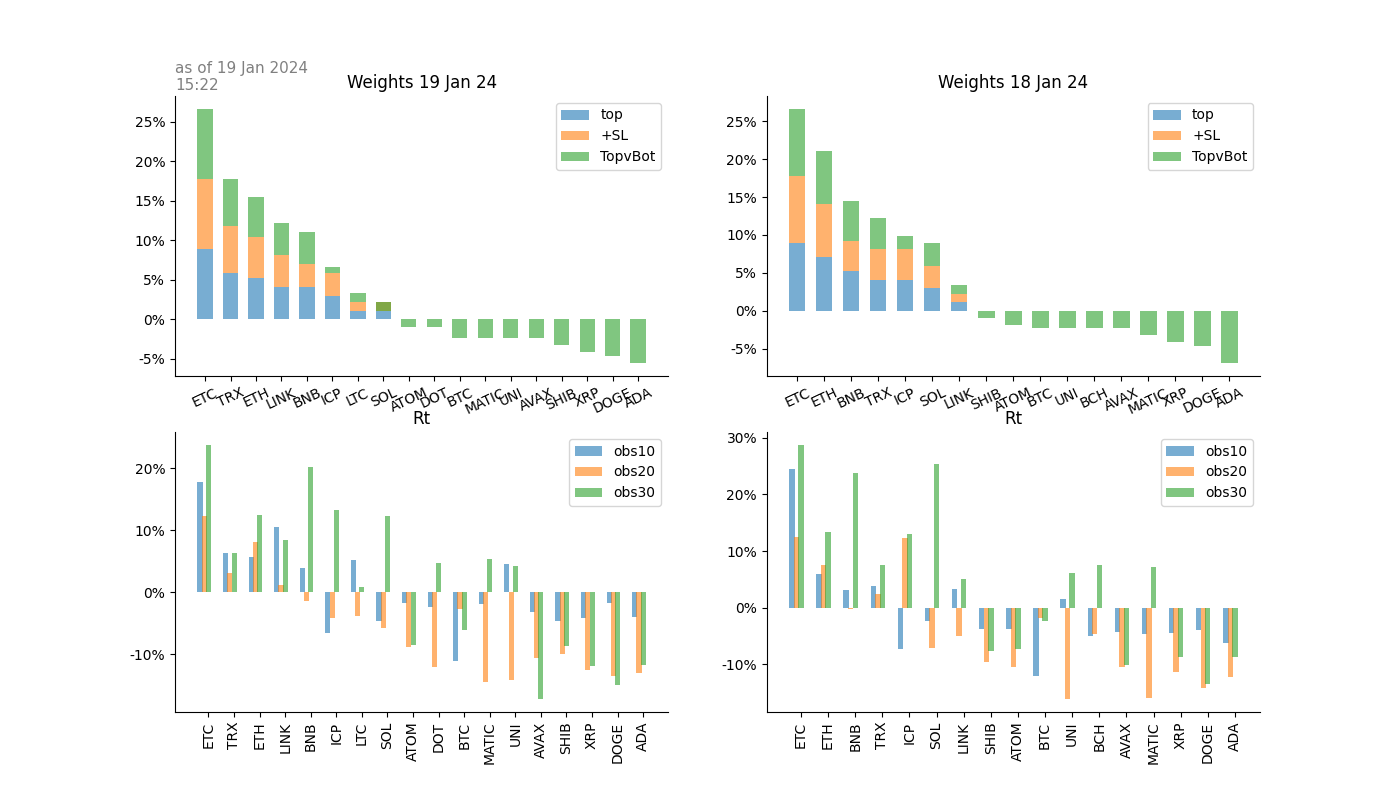 as of 19 Jan 2024
15:22
Weights 19 Jan 24
25%
20%
15%
10%
5%
0%
-5%
top
+SL
TopvBot
ETC TRX ETH LINK BNB ICP LTC SOL ATOM DOT BTC MATIC UNI AVAX SHIB XRP DOGE ADA
Weights 18 Jan 24
25%
20%
15%
10%
5%
0%
-5%
top
+SL
TopvBot
ETC ETH BNB TRX ICP SOL LINK SHIB ATOM BTC UNI BCH AVAX MATIC XRP DOGE ADA
Rt
20%
10%
0%
-10%
obs10
obs20
obs30
ETC TRX ETH LINK BNB ICP LTC SOL ATOM DOT BTC MATIC UNI AVAX SHIB XRP DOGE ADA
Rt
30%
20%
10%
0%
-10%
obs10
obs20
obs30
ETC ETH BNB TRX ICP SOL LINK SHIB ATOM BTC UNI BCH AVAX MATIC XRP DOGE ADA